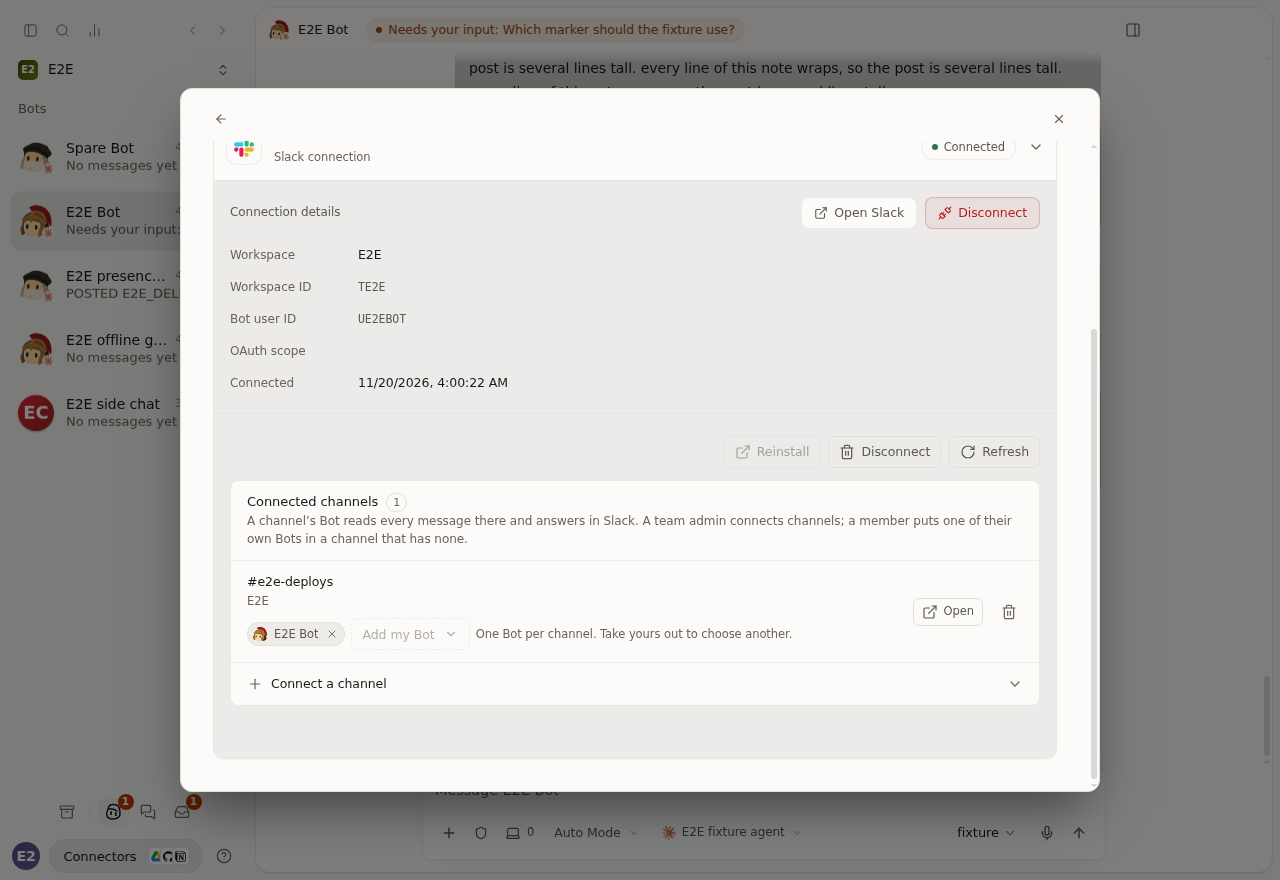 E2E Bot
Needs your input: Which marker should the fixture use?
E2 E2E
post is several lines tall. every line of this note wraps, so the post is several lines tall.
Bots
Spare Bot
No messages yet
E2E Bot
Needs your input:
E2E presenc...
POSTED E2E_DEL
E2E offline g...
No messages yet
EC
E2E side chat
No messages yet
Slack connection
Connected
Connection details
Open Slack
Disconnect
Workspace E2E
Workspace ID TE2E
Bot user ID UE2EBOT
OAuth scope
Connected 11/20/2026, 4:00:22 AM
Reinstall
Disconnect
Refresh
Connected channels 1
A channel’s Bot reads every message there and answers in Slack. A team admin connects channels; a member puts one of their
own Bots in a channel that has none.
#e2e-deploys
E2E
Open
E2E Bot
Add my Bot
One Bot per channel. Take yours out to choose another.
Connect a channel
1
1
0
Auto Mode
E2E fixture agent
fixture
E2
Connectors